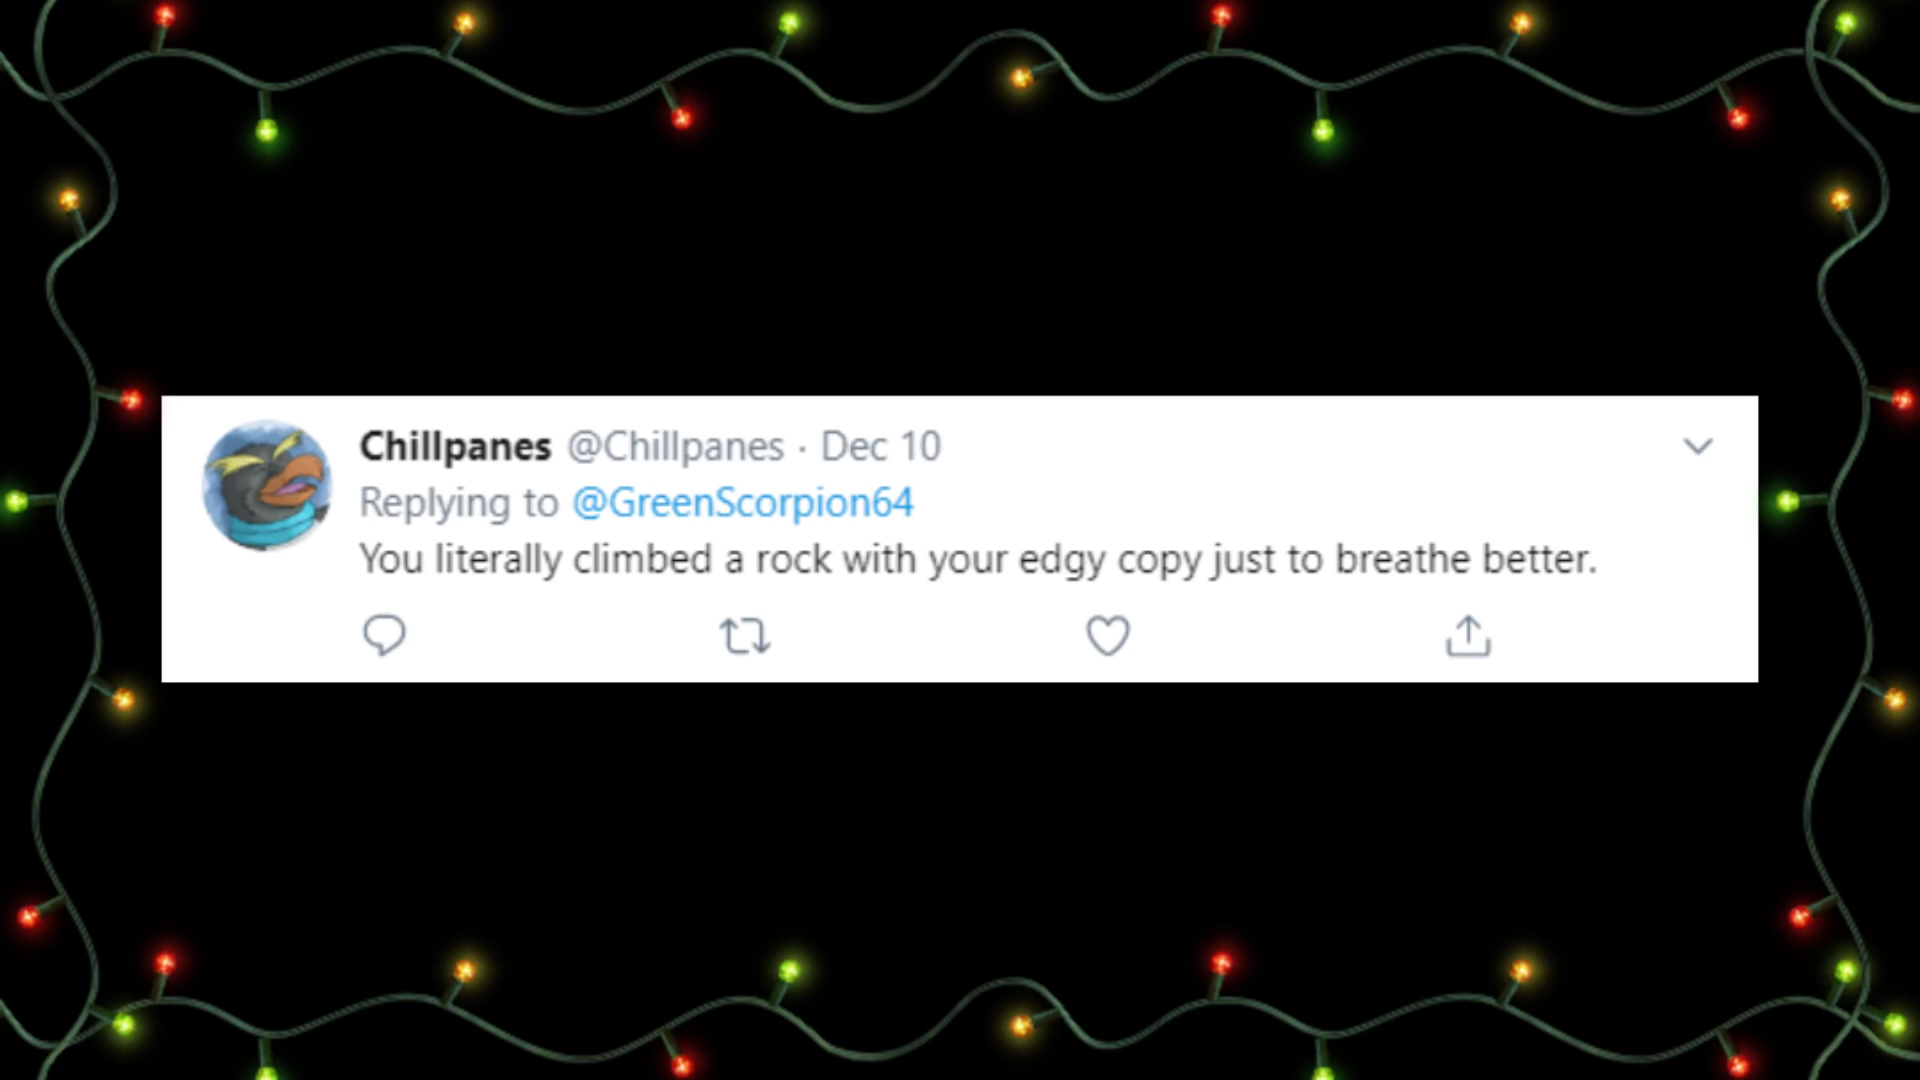 Chillpanes @Chillpanes · Dec 10
Replying to @GreenScorpion64
You literally climbed a rock with your edgy copy just to breathe better.